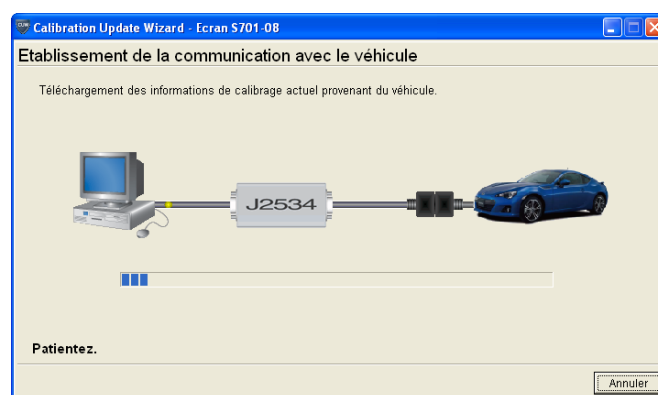 Calibration Update Wizard - Ecran S701-08
Etablissement de la communication avec le véhicule
Téléchargement des informations de calibrage actuel provenant du véhicule.
J2534
Patientez.
Annuler